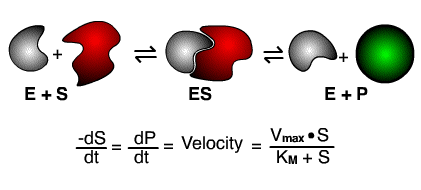 + ⇌ ⇌ +
E + S ES E + P
-dS/dt = dP/dt = Velocity = Vmax • S / KM + S